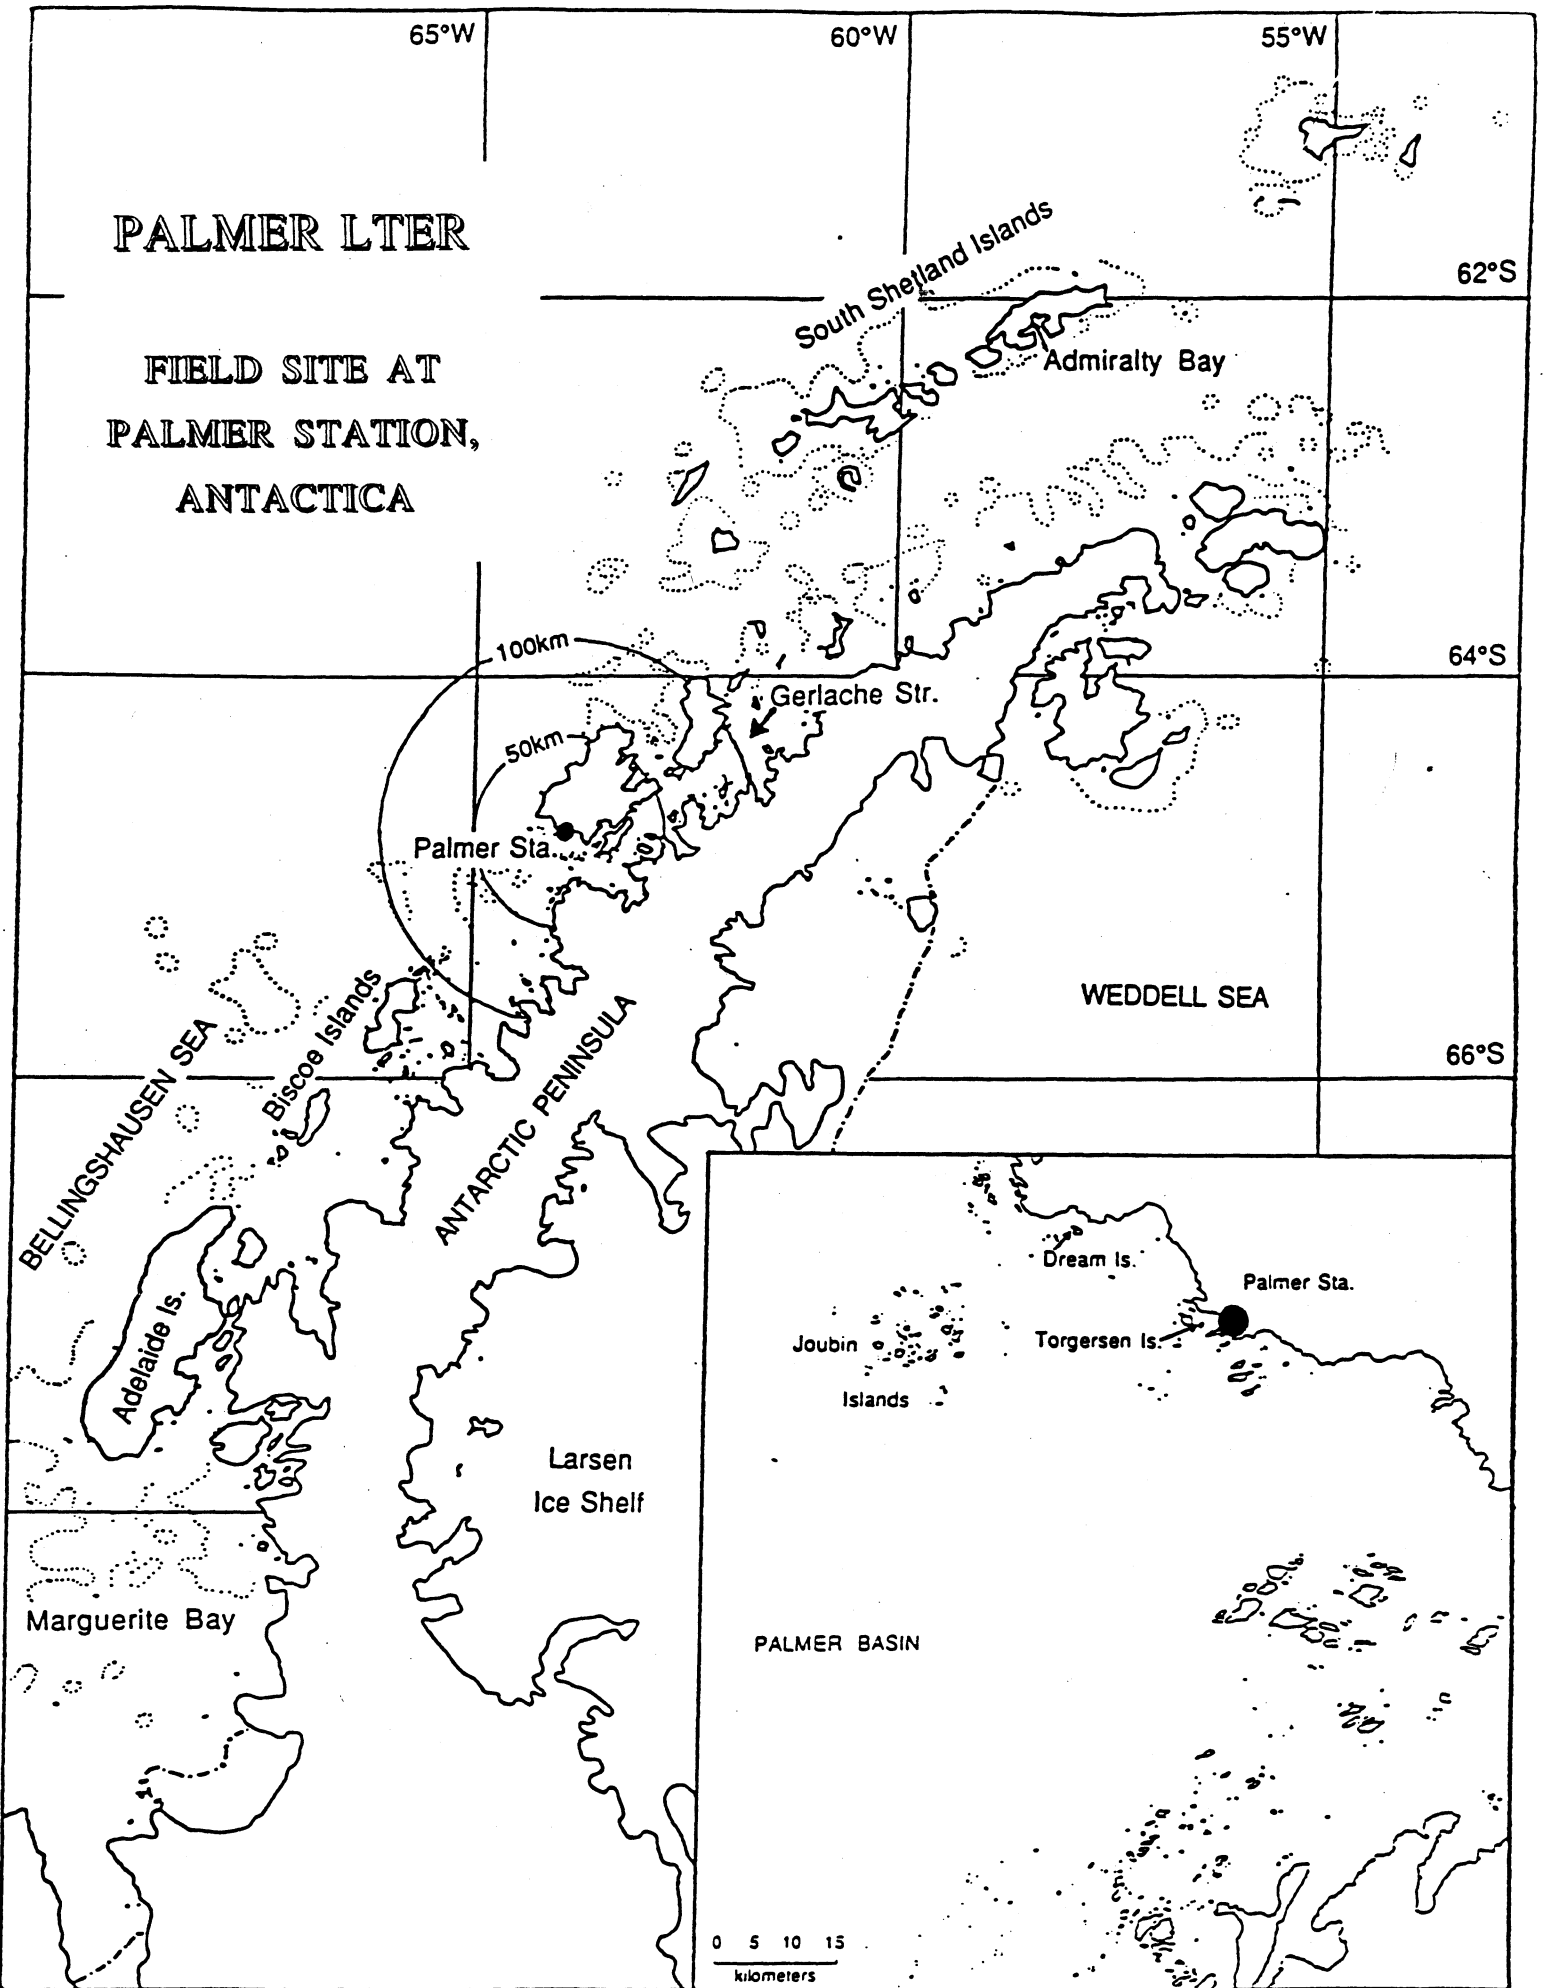 65°W
60°W
55°W
PALMER LTER
62°S
South Shetland Islands
FIELD SITE AT
PALMER STATION,
ANTACTICA
Admiralty Bay
100km
64°S
Gerlache Str.
50km
Palmer Sta.
WEDDELL SEA
Biscoe Islands
BELLINGSHAUSEN SEA
ANTARCTIC PENINSULA
66°S
Adelaide Is.
Dream Is.
Palmer Sta.
Joubin
Torgersen Is.
Islands
Larsen
Ice Shelf
Marguerite Bay
PALMER BASIN
0 5 10 15
kilometers